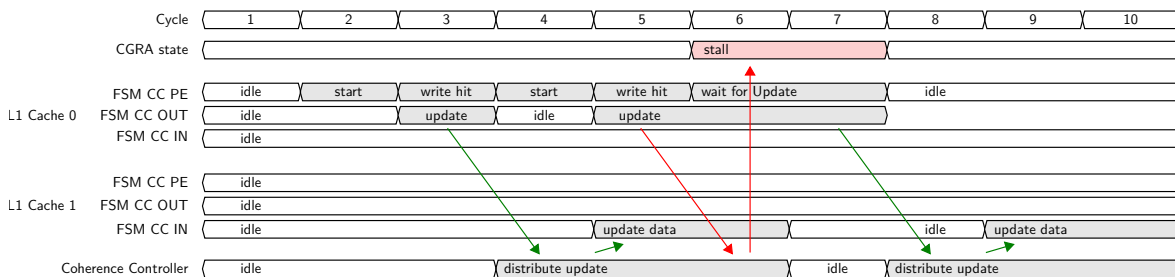 Cycle 1 2 3 4 5 6 7 8 9 10
CGRA state stall
FSM CC PE idle start write hit start write hit wait for Update idle
L1 Cache 0 FSM CC OUT idle update idle update
FSM CC IN idle
FSM CC PE idle
L1 Cache 1 FSM CC OUT idle
FSM CC IN idle update data idle update data
Coherence Controller idle distribute update idle distribute update